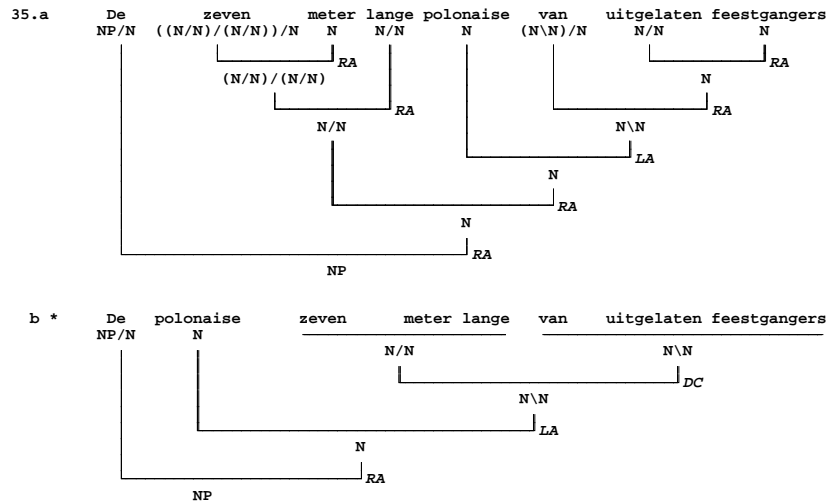 35.a De zeven meter lange polonaise van uitgelaten feestgangers
NP/N ((N/N)/(N/N))/N N N/N N (N\N)/N N/N N
RA RA
(N/N)/(N/N) N
RA RA
N/N N\N
LA
N
RA
N
RA
NP
b * De polonaise zeven meter lange van uitgelaten feestgangers
NP/N N
N/N N\N
DC
N\N
LA
N
RA
NP